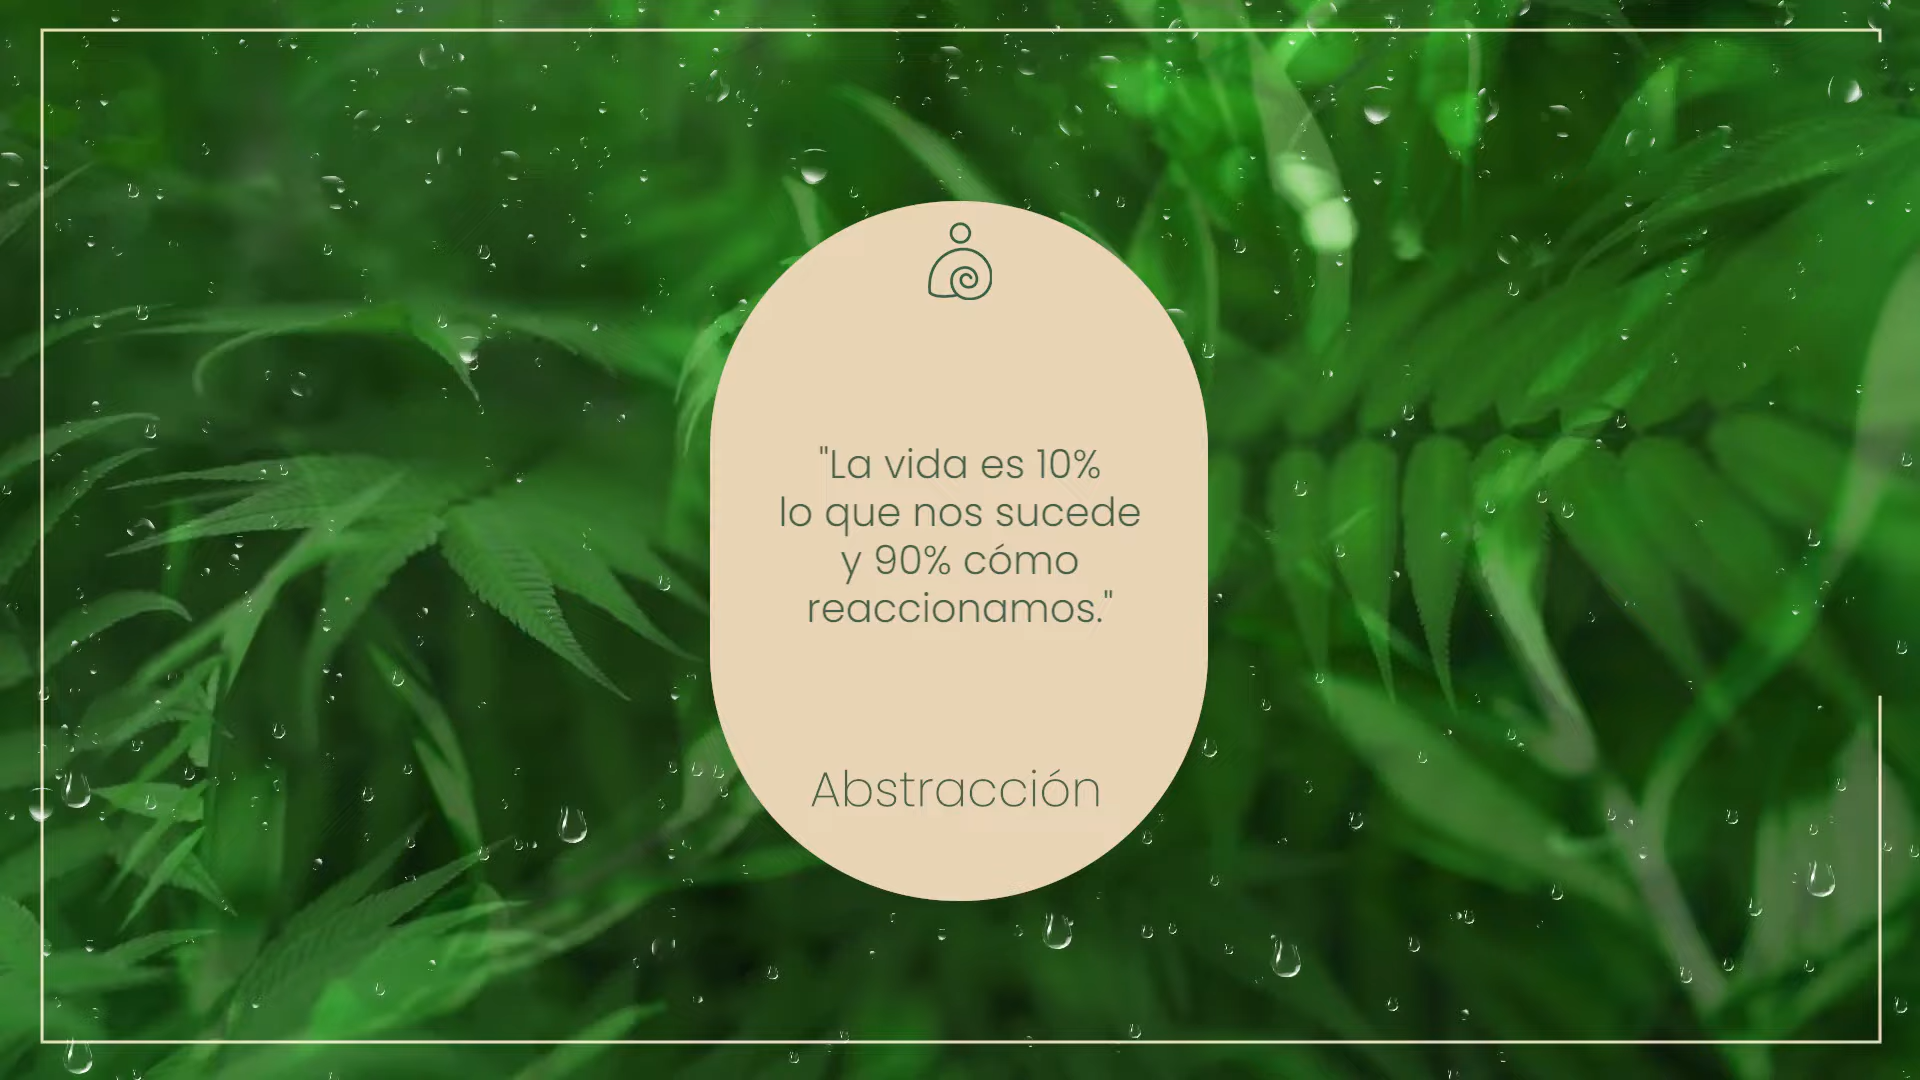 "La vida es 10%
lo que nos sucede
y 90% cómo
reaccionamos."
Abstracción